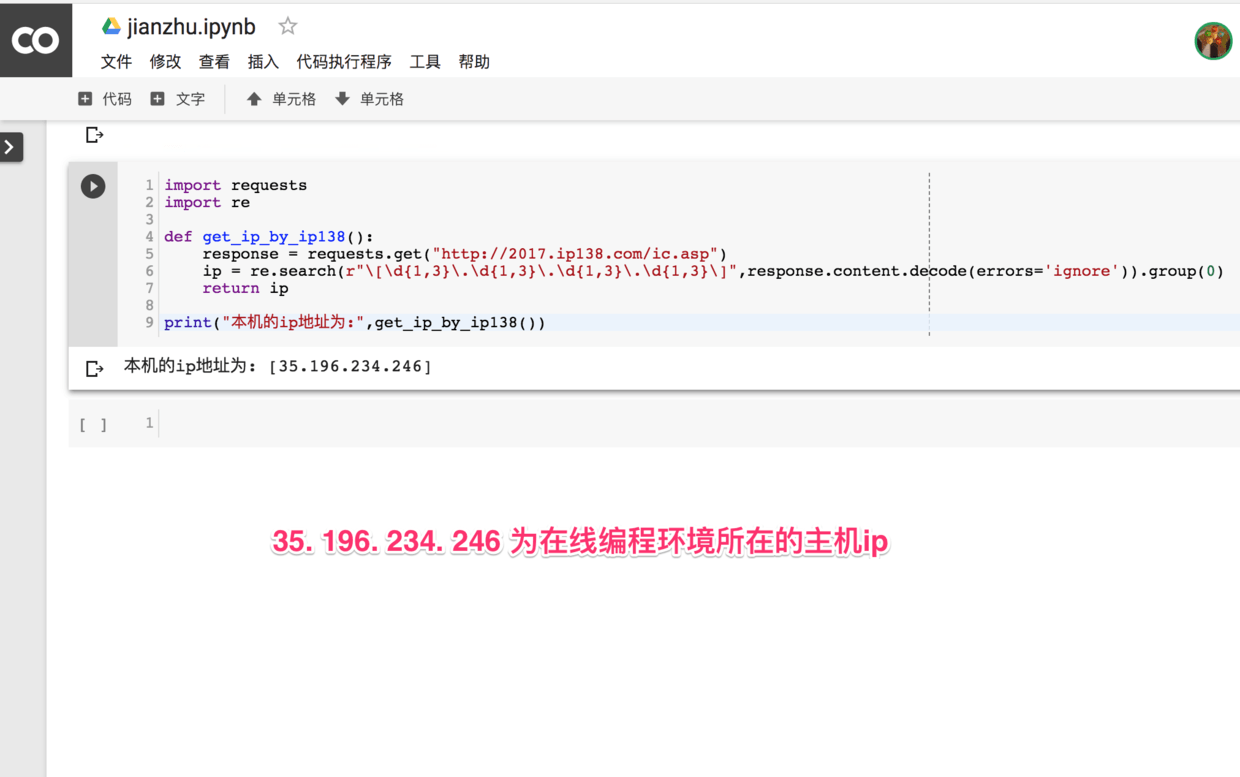 CO
jianzhu.ipynb
文件 修改 查看 插入 代码执行程序 工具 帮助
代码 文字 单元格 单元格
1 import requests
2 import re
3
4 def get_ip_by_ip138():
5     response = requests.get("http://2017.ip138.com/ic.asp")
6     ip = re.search(r"\[\d{1,3}\.\d{1,3}\.\d{1,3}\.\d{1,3}\]",response.content.decode(errors='ignore')).group(0)
7     return ip
8
9 print("本机的ip地址为:",get_ip_by_ip138())
本机的ip地址为: [35.196.234.246]
[ ] 1
35. 196. 234. 246 为在线编程环境所在的主机ip